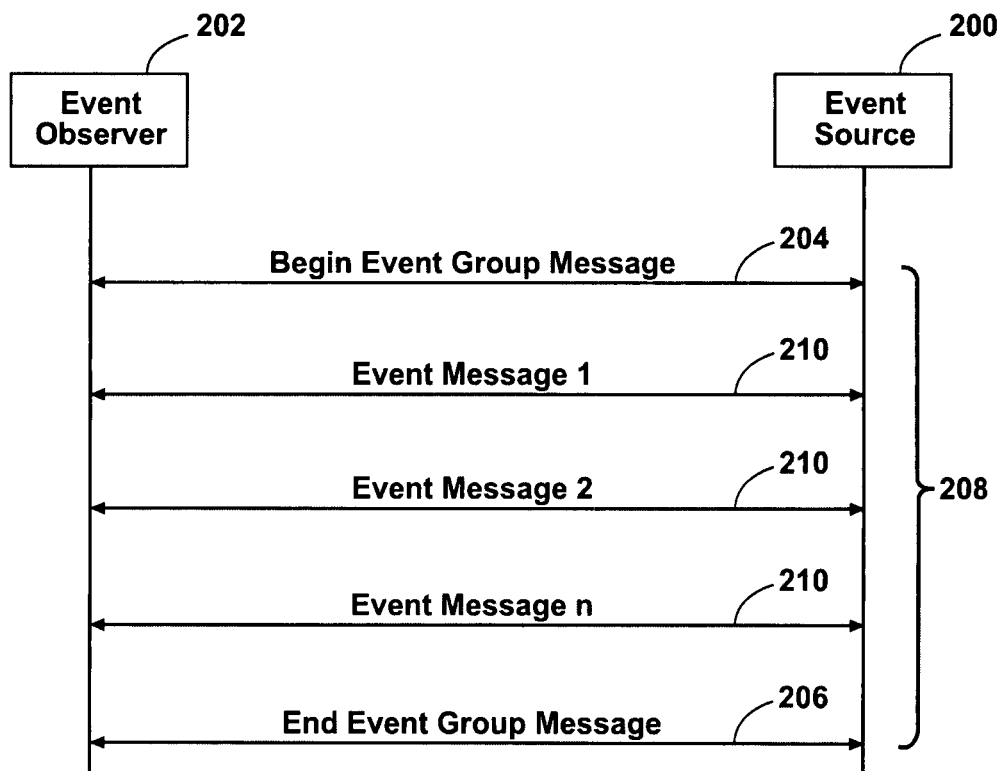 202
200
Event
Observer
Event
Source
204
Begin Event Group Message
210
Event Message 1
210
Event Message 2
208
210
Event Message n
206
End Event Group Message